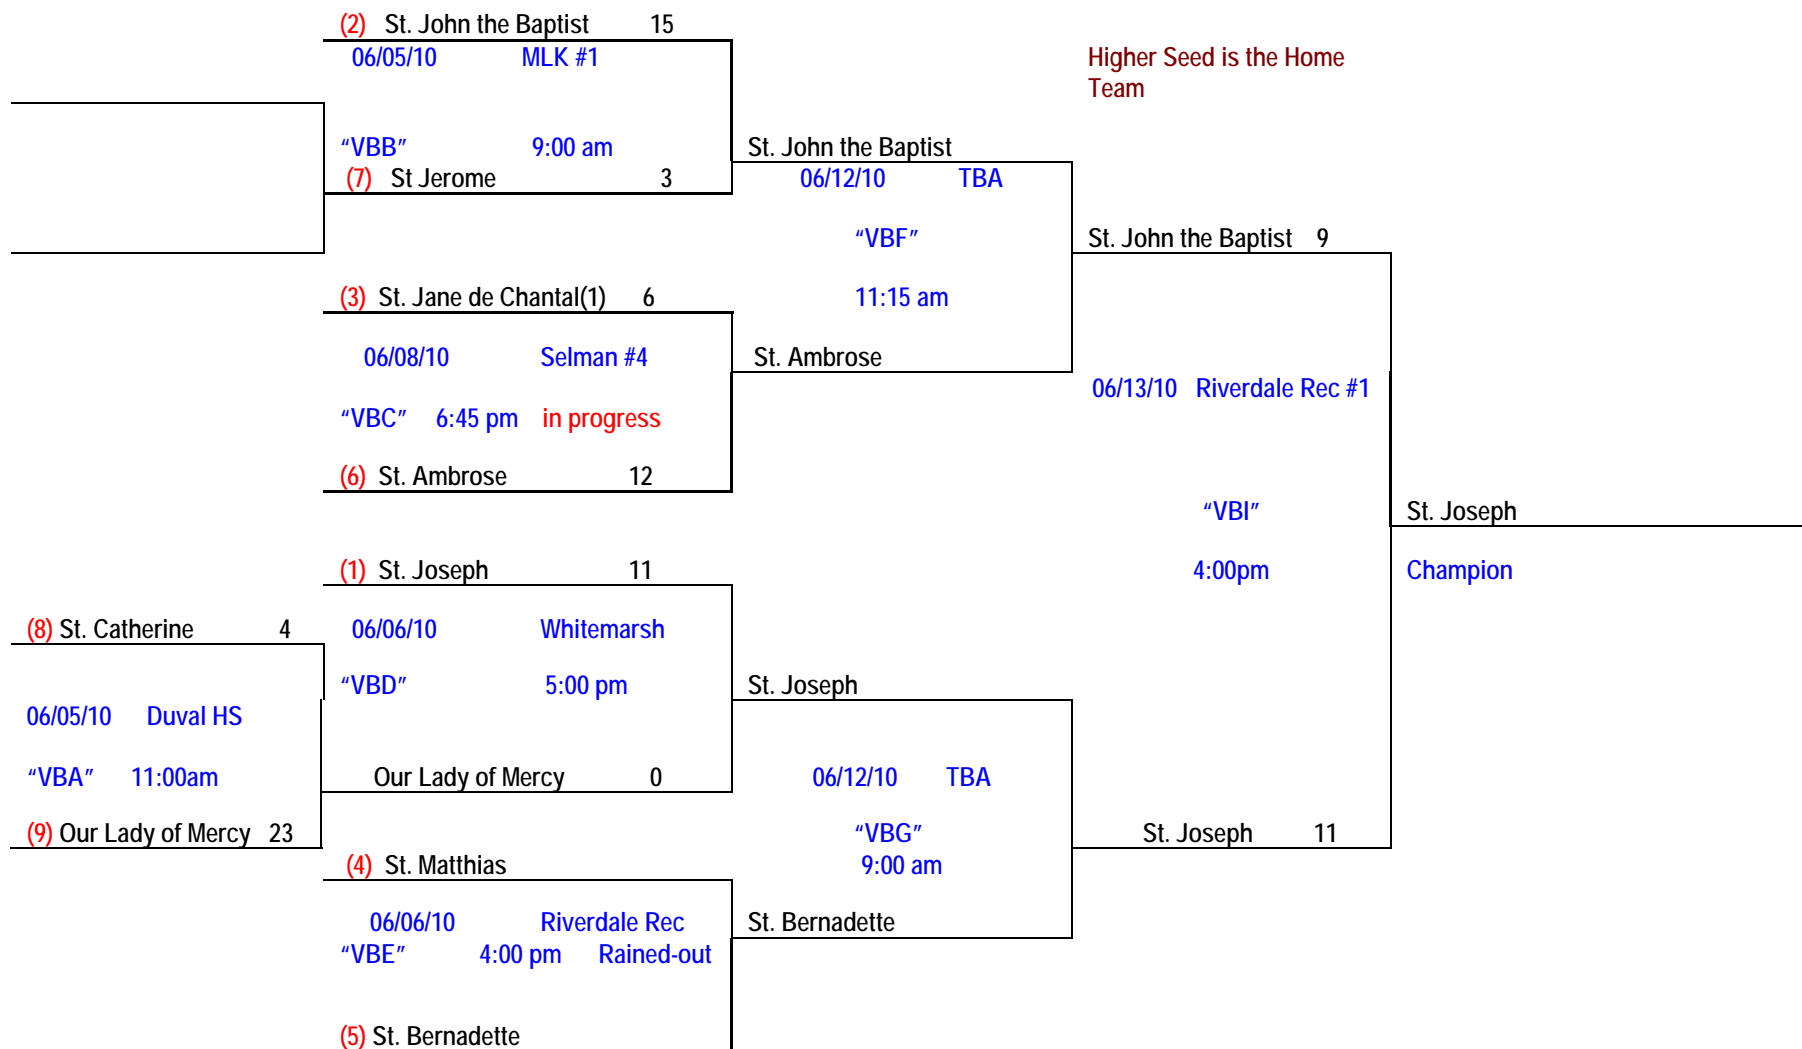 (2) St. John the Baptist 15
06/05/10 MLK #1
Higher Seed is the Home
Team
“VBB” 9:00 am
St. John the Baptist
(7) St Jerome 3
06/12/10 TBA
“VBF”
St. John the Baptist 9
(3) St. Jane de Chantal(1) 6
11:15 am
06/08/10 Selman #4
St. Ambrose
06/13/10 Riverdale Rec #1
“VBC” 6:45 pm in progress
(6) St. Ambrose 12
“VBI”
St. Joseph
(1) St. Joseph 11
4:00pm
Champion
(8) St. Catherine 4
06/06/10 Whitemarsh
“VBD” 5:00 pm
St. Joseph
06/05/10 Duval HS
“VBA” 11:00am
Our Lady of Mercy 0
06/12/10 TBA
(9) Our Lady of Mercy 23
“VBG”
St. Joseph 11
(4) St. Matthias
9:00 am
06/06/10 Riverdale Rec
St. Bernadette
“VBE” 4:00 pm Rained-out
(5) St. Bernadette